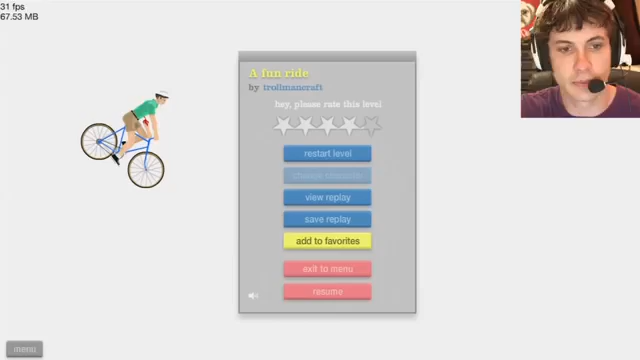 31 fps
67.53 MB
A fun ride
by trollmancraft
hey, please rate this level
restart level
view replay
save replay
add to favorites
exit to menu
resume
menu